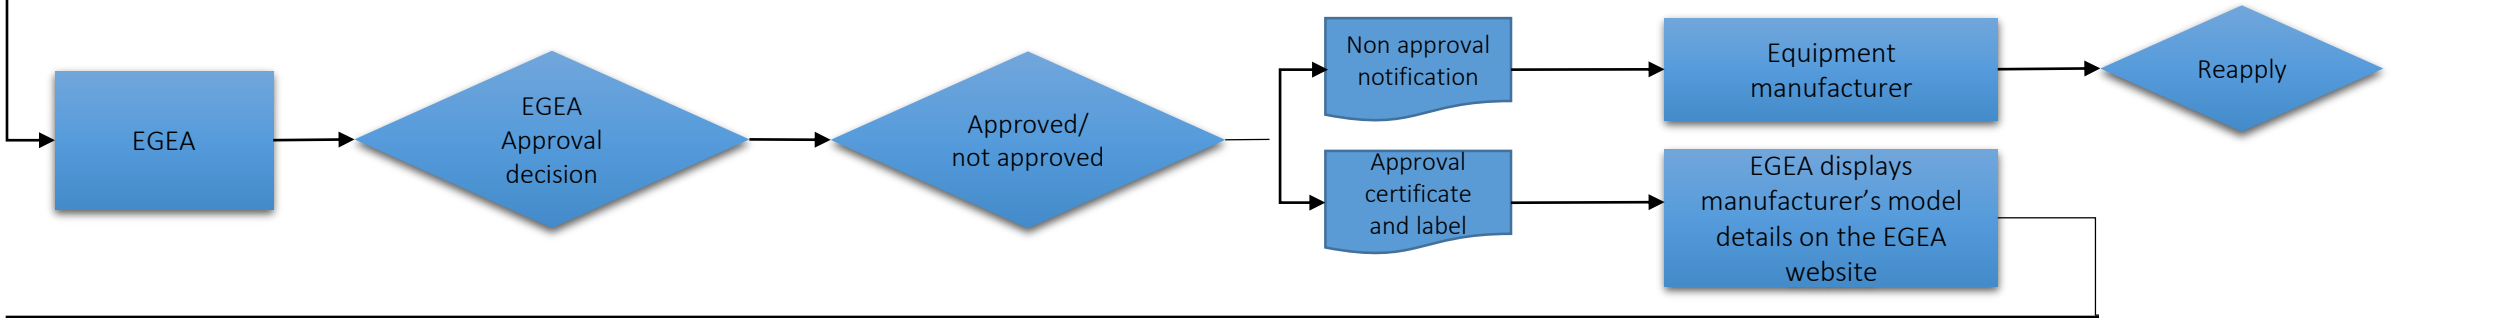 EGEA
EGEA
Approval
decision
Approved/
not approved
Non approval
notification
Equipment
manufacturer
Reapply
Approval
certificate
and label
EGEA displays
manufacturer’s model
details on the EGEA
website